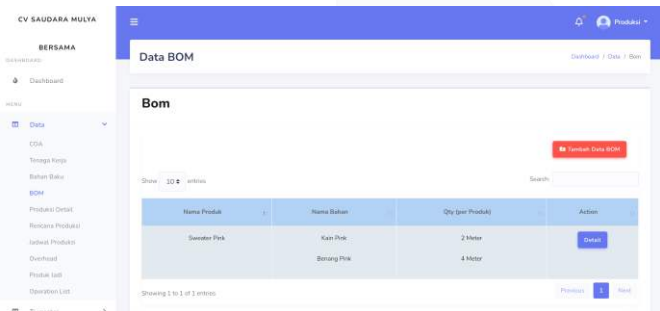 CV SAUDARA MULYA
BERSAMA
DASHBOARD
Dashboard
MENU
Data
COA
Tenaga Kerja
Bahan Baku
BOM
Produksi Detail
Rencana Produksi
Jadwal Produksi
Overhead
Produk Jadi
Operation List
Produksi
Data BOM
Dashboard / Data / Bom
Bom
Tambah Data BOM
Show 10 entries
Search:
Nama Produk Nama Bahan Qty (per Produk) Action
Sweater Pink Kain Pink 2 Meter Detail
Benang Pink 4 Meter
Showing 1 to 1 of 1 entries
Previous 1 Next